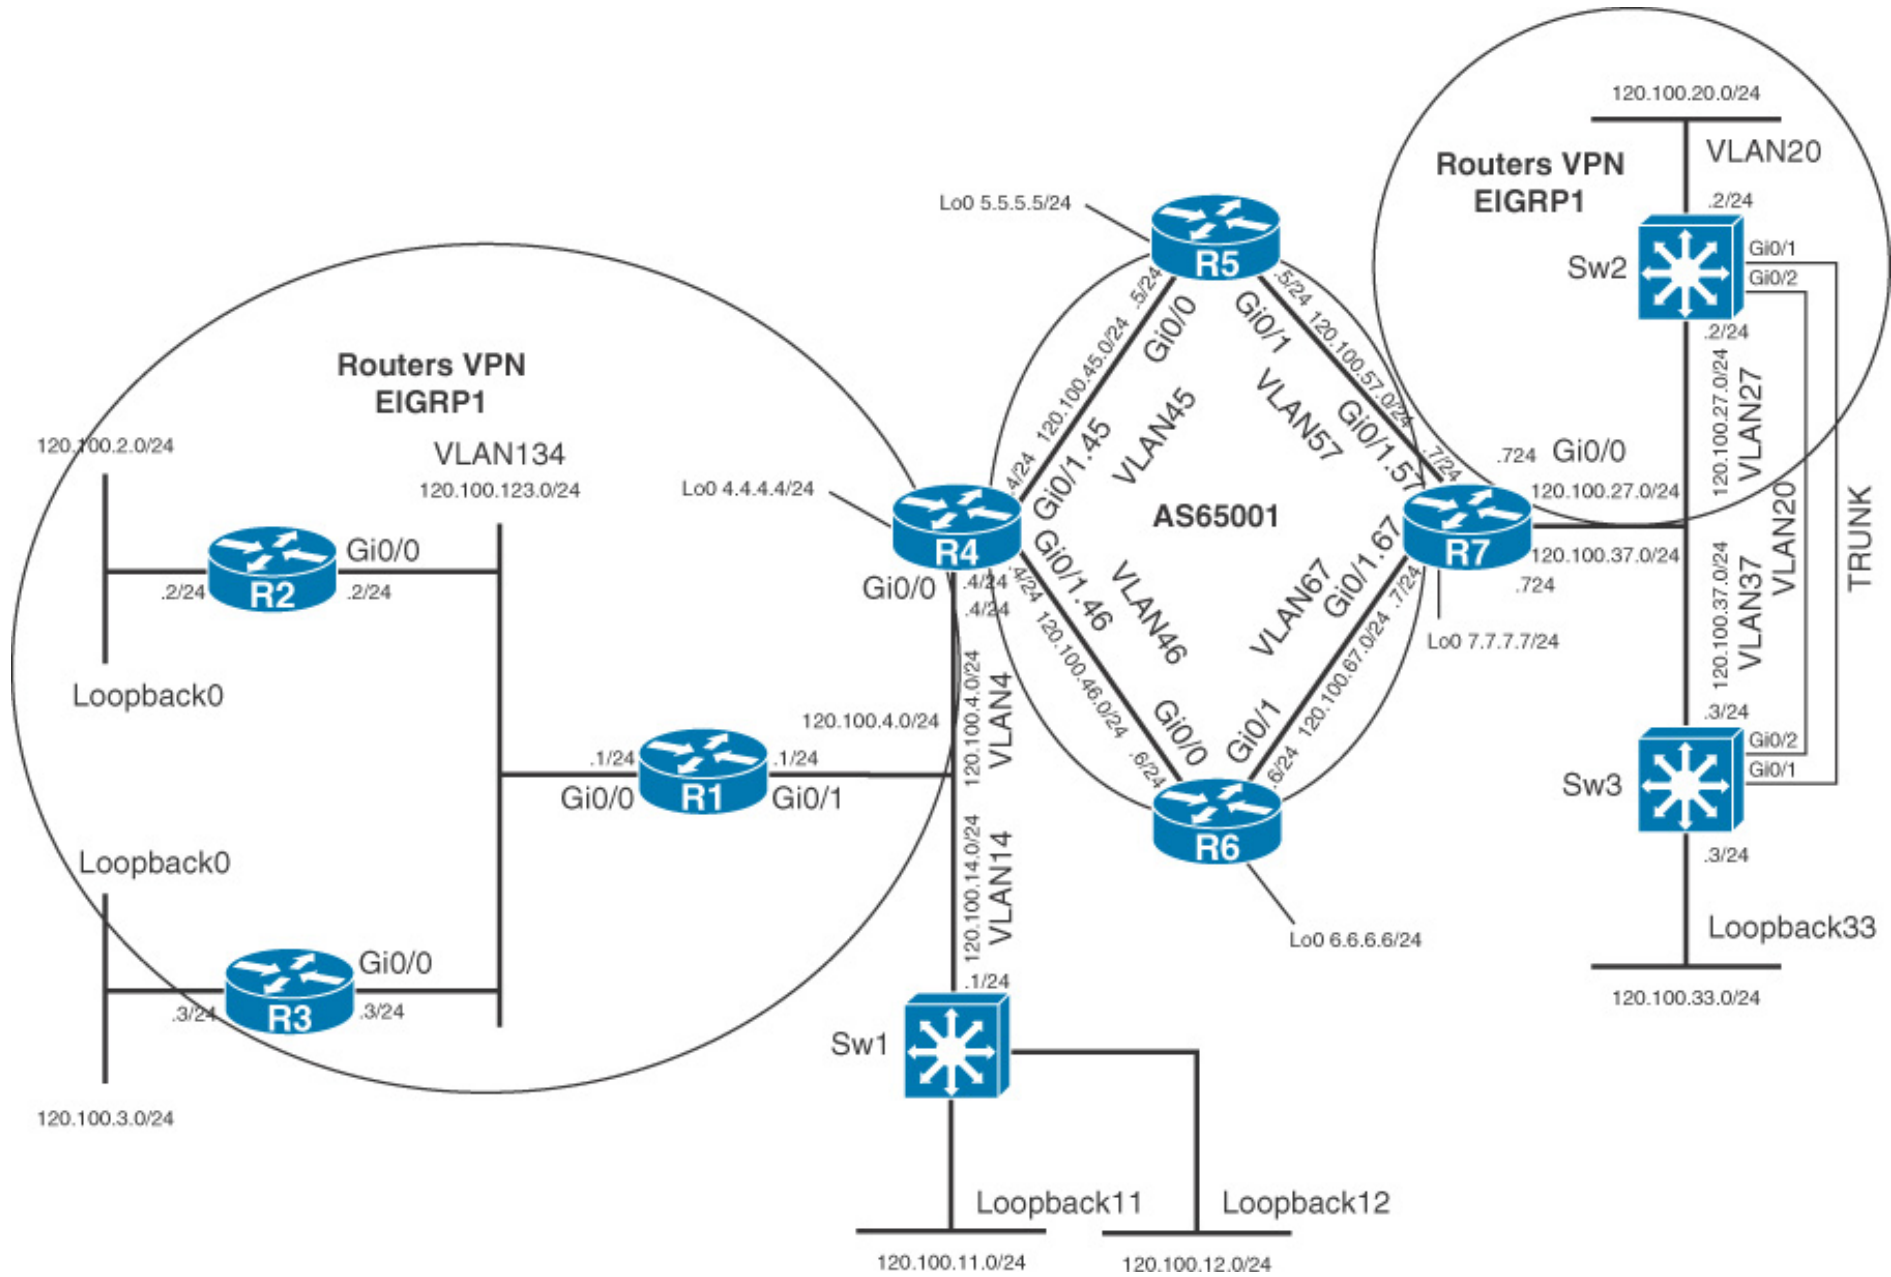 120.100.20.0/24
VLAN20
Routers VPN
EIGRP1
.2/24
Gi0/1
Gi0/2
Sw2
.2/24
120.100.27.0/24
VLAN27
VLAN20
TRUNK
Lo0 5.5.5.5/24
R5
.5/24
Gi0/0
120.100.45.0/24
VLAN45
.4/24
Gi0/1.45
.5/24
Gi0/1
120.100.57.0/24
VLAN57
Gi0/1.57
.7/24
Routers VPN
EIGRP1
120.100.2.0/24
VLAN134
120.100.123.0/24
Gi0/0
.2/24
R2
.2/24
Loopback0
Lo0 4.4.4.4/24
R4
Gi0/0
.4/24
.4/24
AS65001
R7
.724
Gi0/0
120.100.27.0/24
120.100.37.0/24
.724
Lo0 7.7.7.7/24
.4/24
Gi0/1.46
120.100.46.0/24
VLAN46
Gi0/0
.6/24
VLAN67
Gi0/1.67
.7/24
120.100.67.0/24
Gi0/1
.6/24
R6
Lo0 6.6.6.6/24
120.100.37.0/24
VLAN37
.3/24
Gi0/2
Gi0/1
Sw3
.3/24
Loopback33
120.100.33.0/24
120.100.4.0/24
120.100.4.0/24
VLAN4
.1/24
Gi0/0
R1
.1/24
Gi0/1
Loopback0
Gi0/0
.3/24
R3
.3/24
120.100.3.0/24
120.100.14.0/24
VLAN14
.1/24
Sw1
Loopback11
120.100.11.0/24
Loopback12
120.100.12.0/24